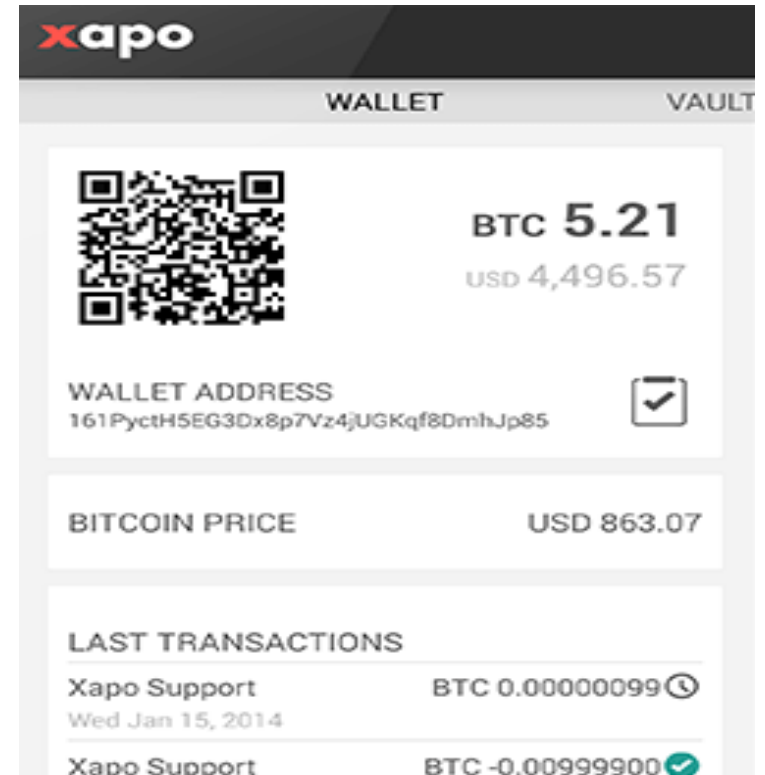 xapo
WALLET VAULT
BTC 5.21
USD 4,496.57
WALLET ADDRESS
161PyctH5EG3Dx8p7Vz4jUGKqf8DmhJp85
BITCOIN PRICE USD 863.07
LAST TRANSACTIONS
Xapo Support BTC 0.00000099
Wed Jan 15, 2014
Xapo Support BTC -0.00999900